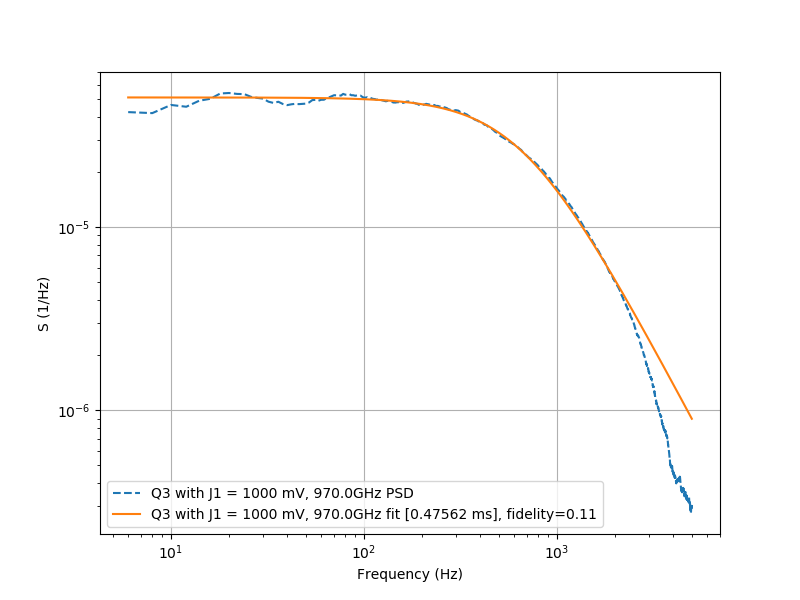 10⁻⁵
10⁻⁶
S (1/Hz)
Q3 with J1 = 1000 mV, 970.0GHz PSD
Q3 with J1 = 1000 mV, 970.0GHz fit [0.47562 ms], fidelity=0.11
10¹
10²
10³
Frequency (Hz)